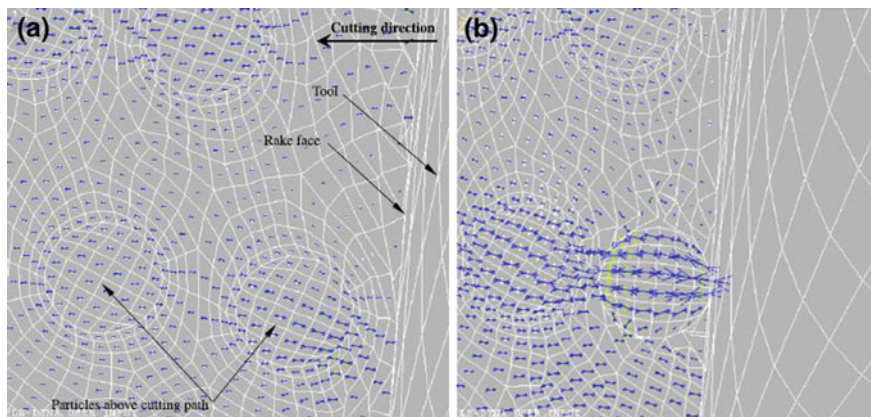 (a)
Cutting direction
(b)
Tool
Rake face
Particles above cutting path